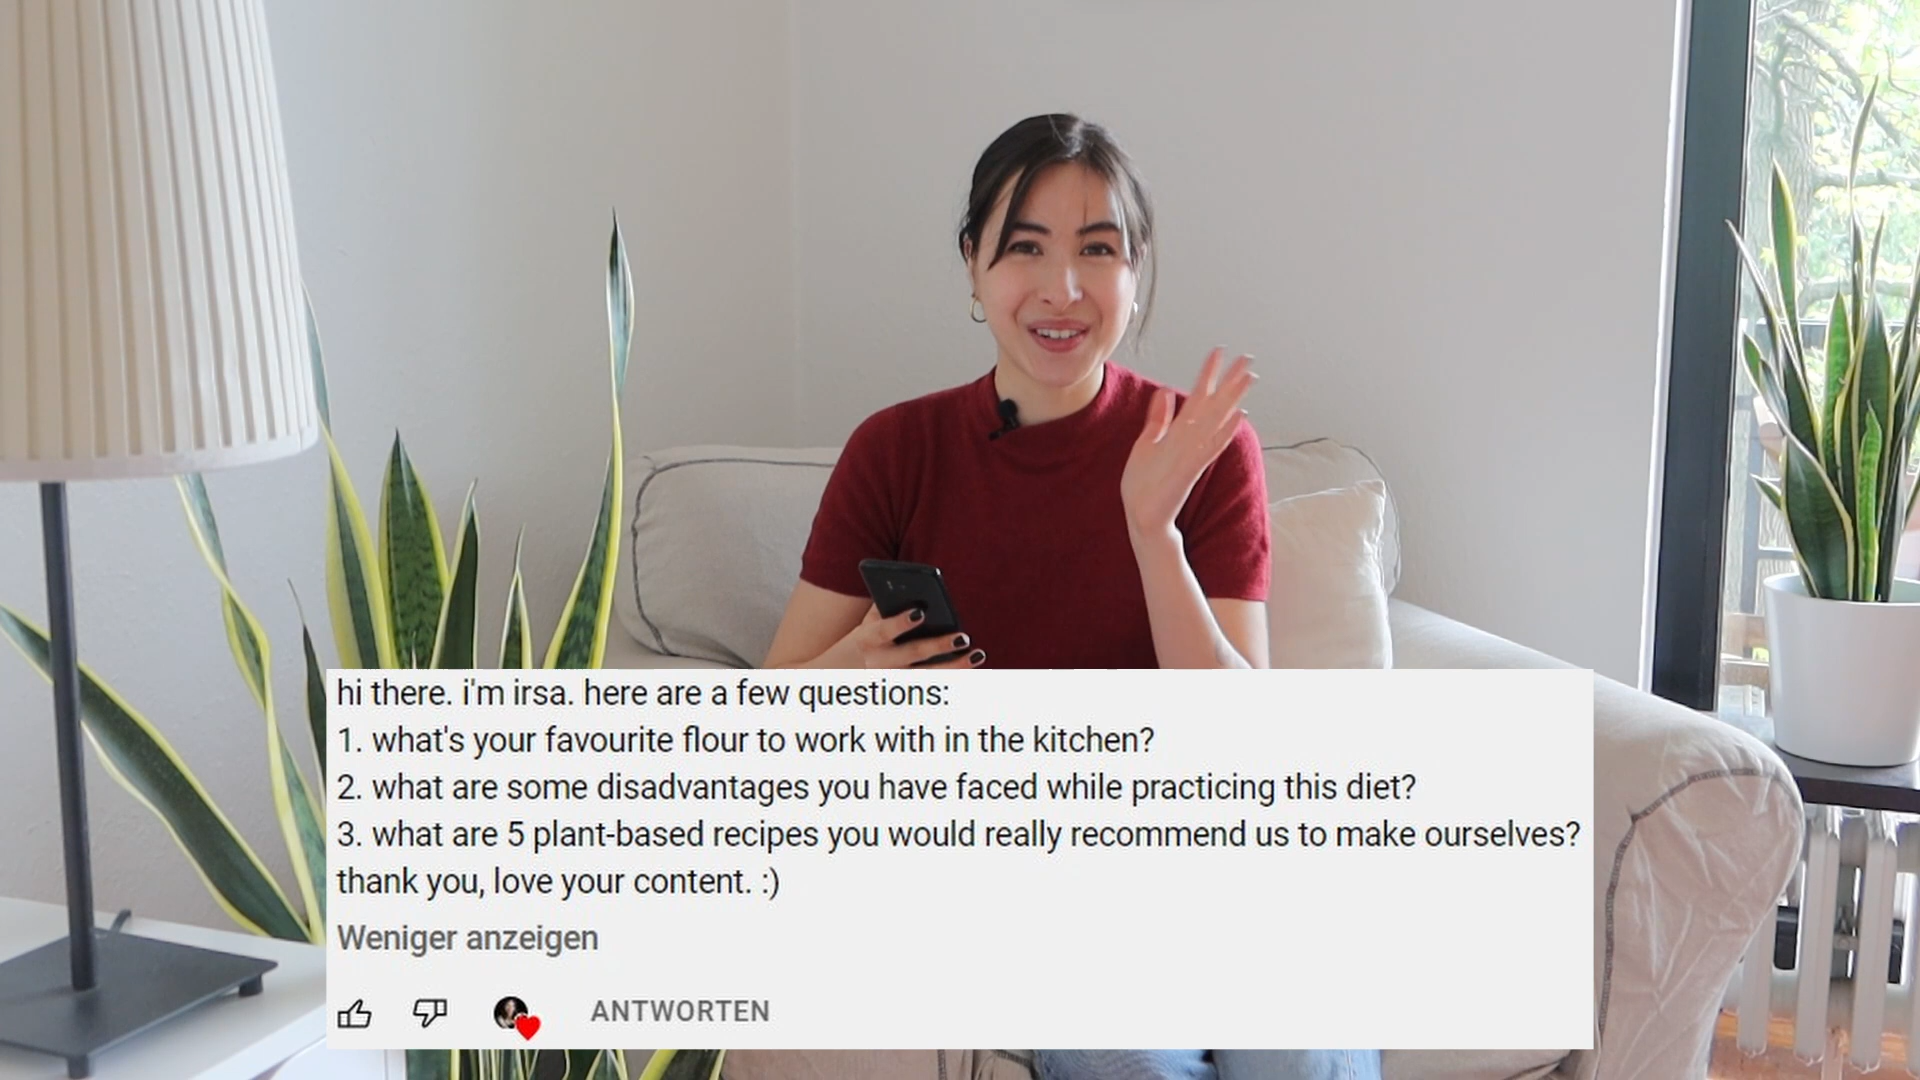 hi there. i'm irsa. here are a few questions:
1. what's your favourite flour to work with in the kitchen?
2. what are some disadvantages you have faced while practicing this diet?
3. what are 5 plant-based recipes you would really recommend us to make ourselves?
thank you, love your content. :)
Weniger anzeigen
ANTWORTEN